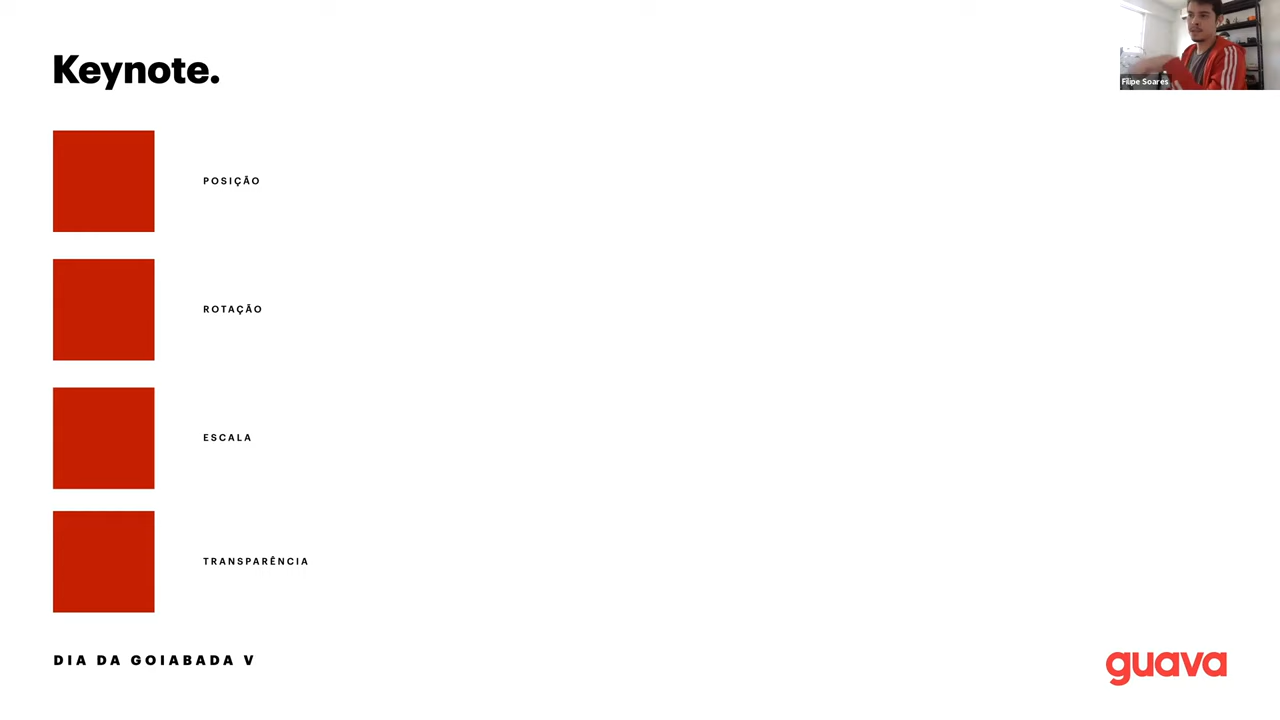 Keynote.
Filipe Soares
POSIÇÃO
ROTAÇÃO
ESCALA
TRANSPARÊNCIA
DIA DA GOIABADA V
guava